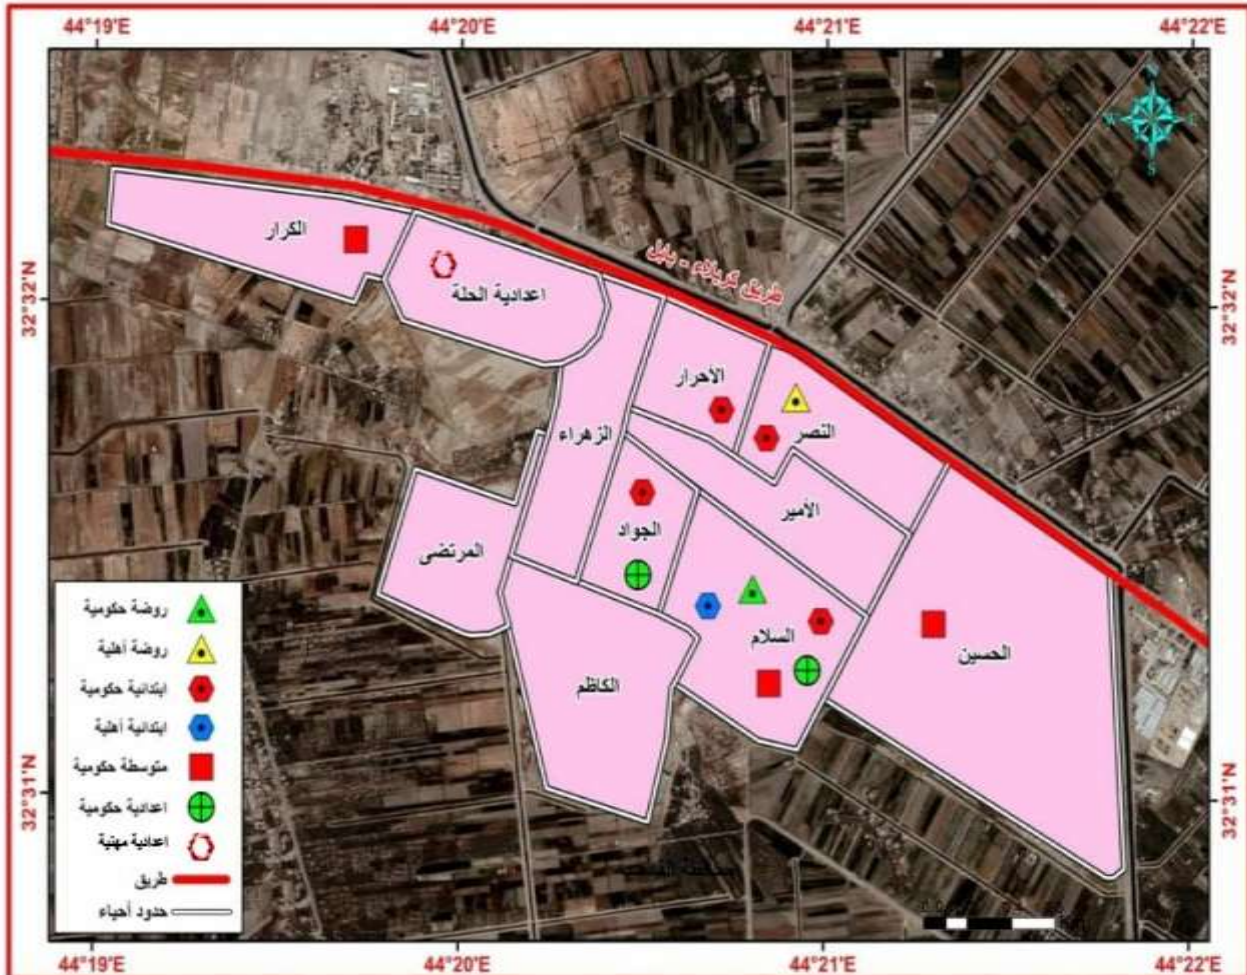 44°19'E
44°20'E
44°21'E
44°22'E
N
W
E
S
32°32'N
32°32'N
طريق كربلاء - بابل
الكرار
اعدادية الحلة
الأحرار
النصر
الزهراء
الأمير
الجواد
المرتضى
السلام
الحسين
الكاظم
روضة حكومية
روضة أهلية
ابتدائية حكومية
ابتدائية أهلية
متوسطة حكومية
اعدادية حكومية
اعدادية مهنية
طريق
حدود أحياء
32°31'N
32°31'N
44°19'E
44°20'E
44°21'E
44°22'E